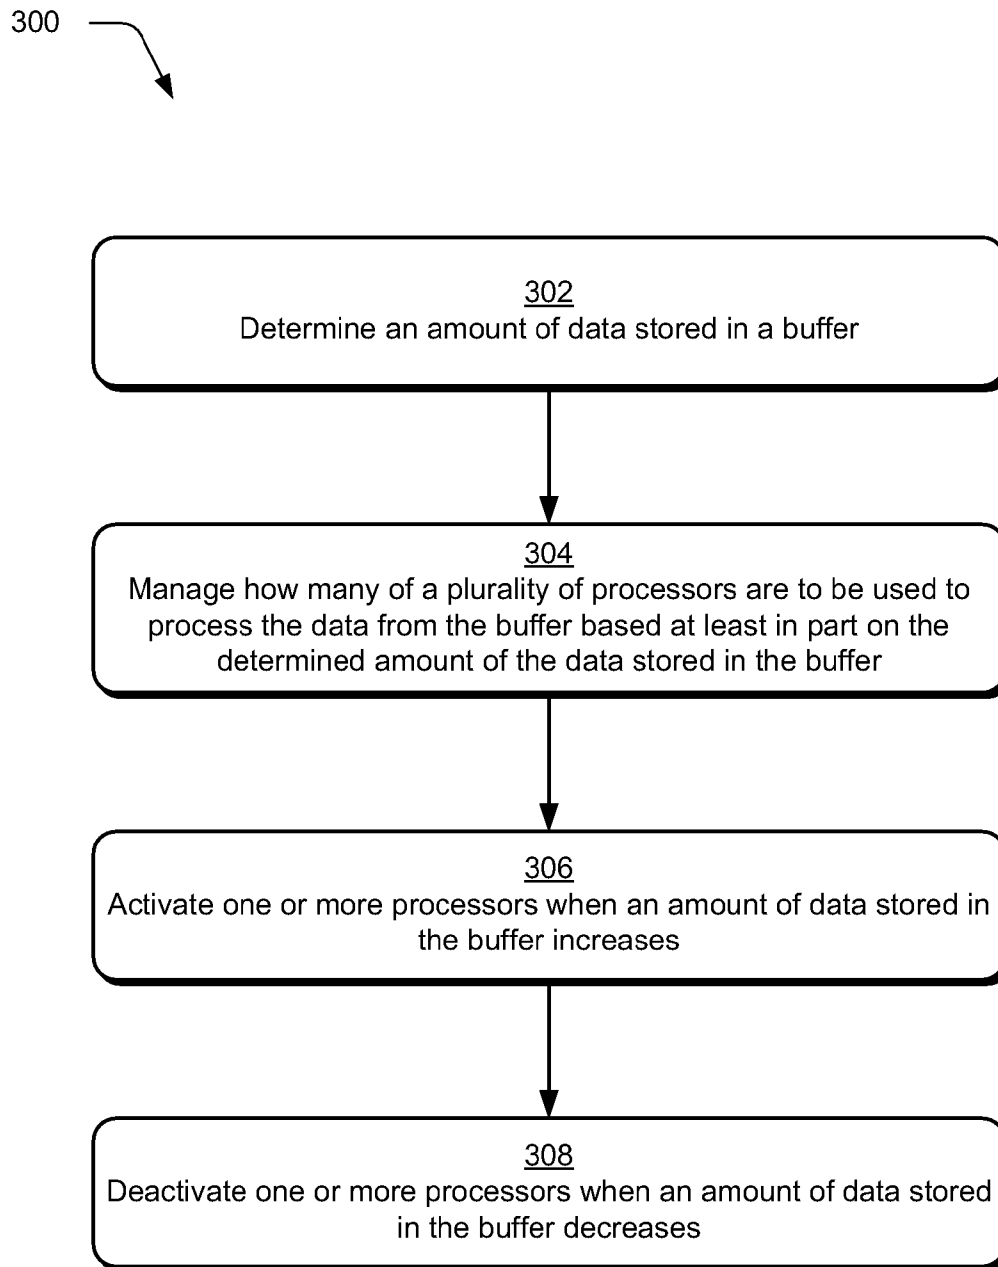 300
302
Determine an amount of data stored in a buffer
304
Manage how many of a plurality of processors are to be used to
process the data from the buffer based at least in part on the
determined amount of the data stored in the buffer
306
Activate one or more processors when an amount of data stored in
the buffer increases
308
Deactivate one or more processors when an amount of data stored
in the buffer decreases